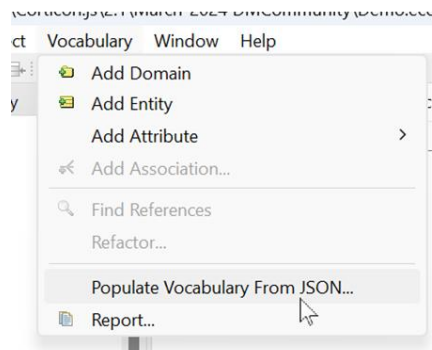 ct Vocabulary Window Help
Add Domain
Add Entity
Add Attribute
Add Association...
Find References
Refactor...
Populate Vocabulary From JSON...
Report...